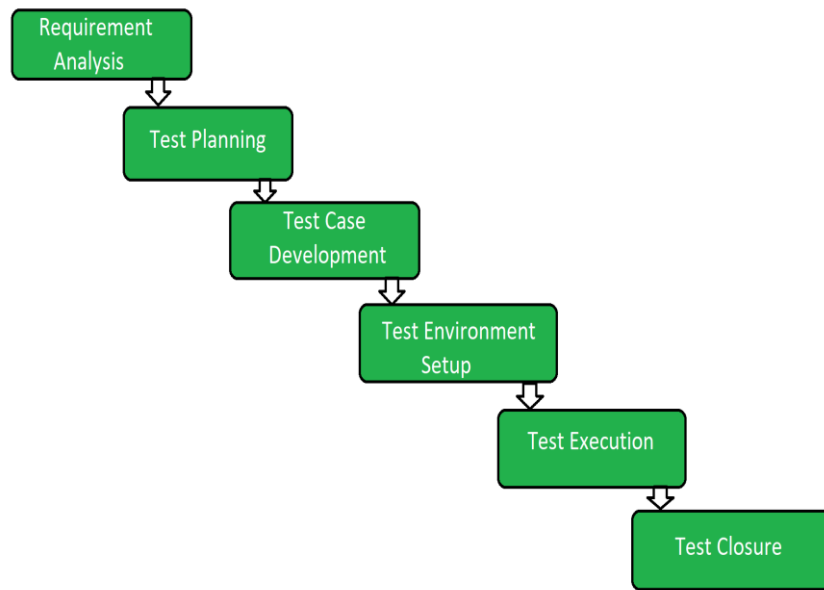 Requirement
Analysis
Test Planning
Test Case
Development
Test Environment
Setup
Test Execution
Test Closure